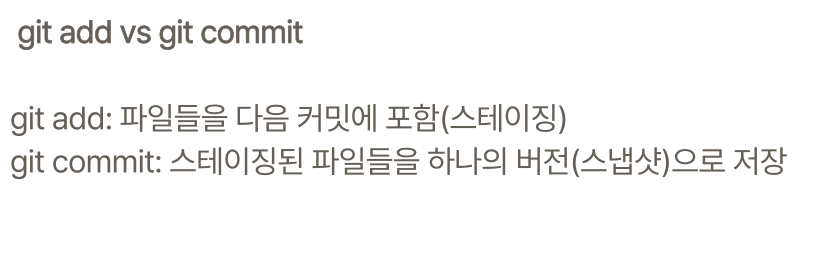 git add vs git commit
git add: 파일들을 다음 커밋에 포함(스테이징)
git commit: 스테이징된 파일들을 하나의 버전(스냅샷)으로 저장